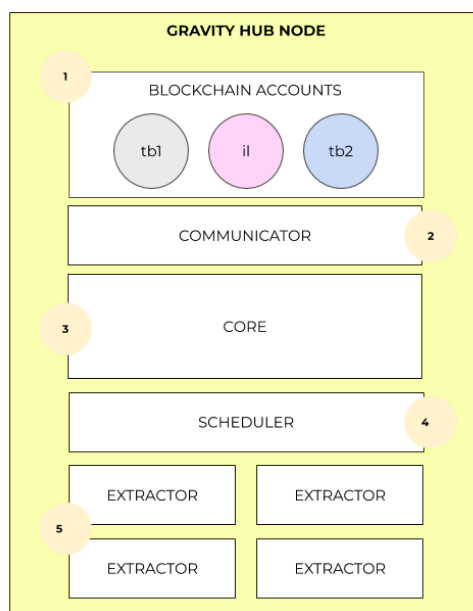 GRAVITY HUB NODE
1
BLOCKCHAIN ACCOUNTS
tb1 il tb2
COMMUNICATOR 2
3 CORE
SCHEDULER 4
EXTRACTOR EXTRACTOR
5
EXTRACTOR EXTRACTOR